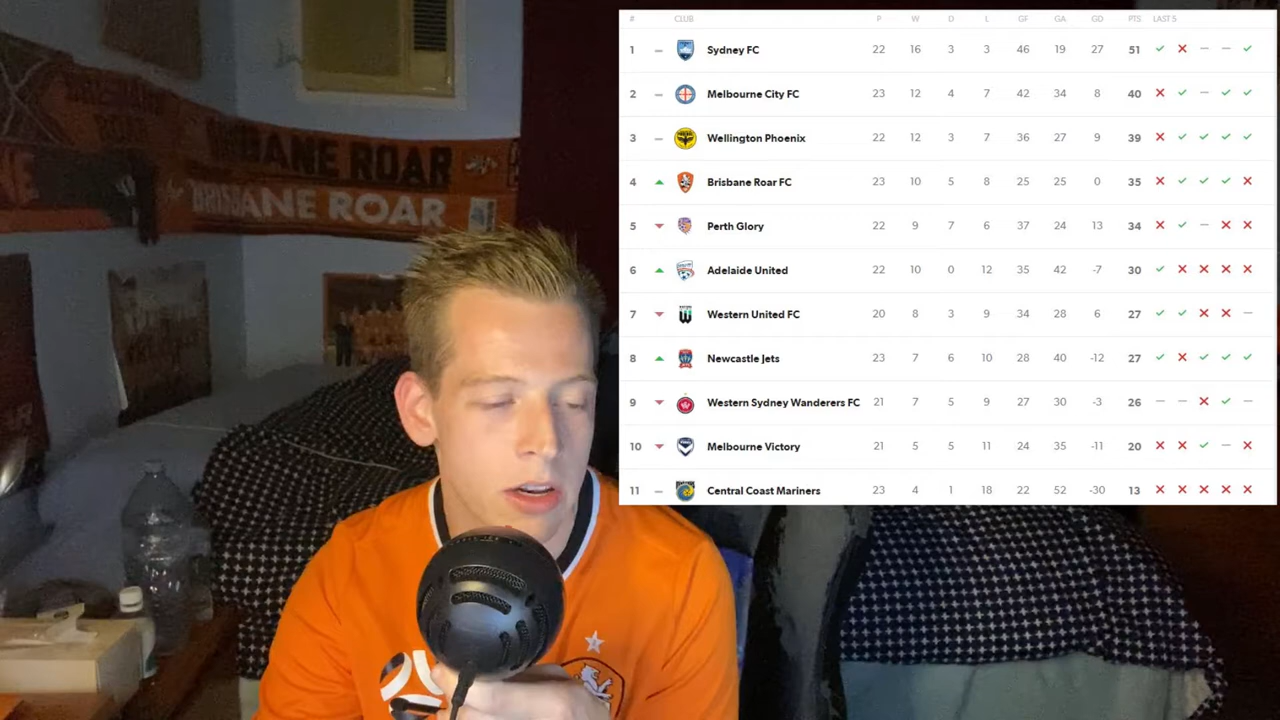 # CLUB P W D L GF GA GD PTS LAST 5
1 – Sydney FC 22 16 3 3 46 19 27 51
2 – Melbourne City FC 23 12 4 7 42 34 8 40
3 – Wellington Phoenix 22 12 3 7 36 27 9 39
4 Brisbane Roar FC 23 10 5 8 25 25 0 35
5 Perth Glory 22 9 7 6 37 24 13 34
6 Adelaide United 22 10 0 12 35 42 -7 30
7 Western United FC 20 8 3 9 34 28 6 27
8 Newcastle Jets 23 7 6 10 28 40 -12 27
9 Western Sydney Wanderers FC 21 7 5 9 27 30 -3 26
10 Melbourne Victory 21 5 5 11 24 35 -11 20
11 – Central Coast Mariners 23 4 1 18 22 52 -30 13
BRISBANE ROAR
BRISBANE ROAR
BRISBANE
ROAR